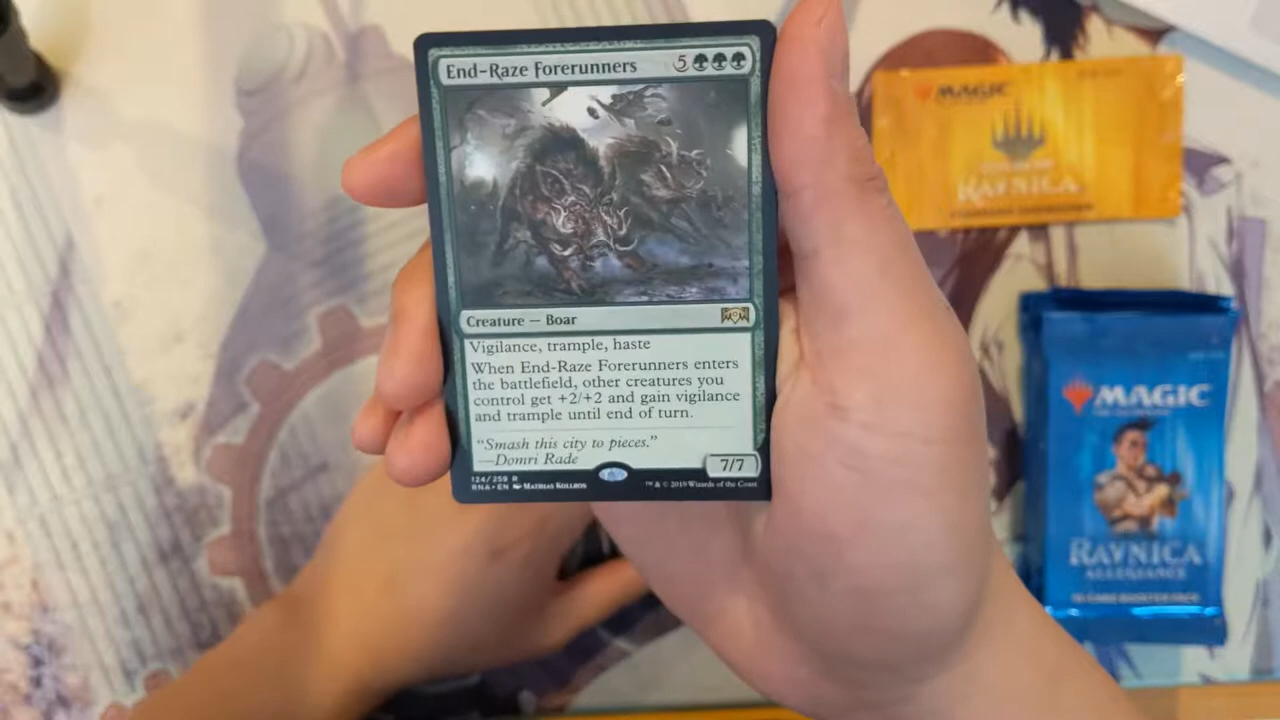 End-Raze Forerunners 5
Creature — Boar
Vigilance, trample, haste
When End-Raze Forerunners enters
the battlefield, other creatures you
control get +2/+2 and gain vigilance
and trample until end of turn.
"Smash this city to pieces."
—Domri Rade
7/7
124/259 R
RNA • EN Mathias Kollros
™ & © 2019 Wizards of the Coast
MAGIC
RAVNICA
MAGIC
THE GATHERING
RAVNICA
ALLEGIANCE